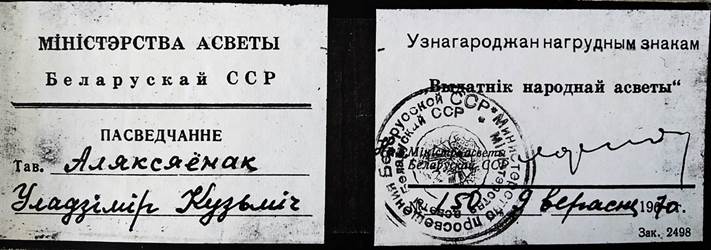 МІНІСТЭРСТВА АСВЕТЫ
Беларускай ССР
ПАСВЕДЧАННЕ
Тав. Аляксяёнак
Уладзімір Кузьміч
Узнагароджан нагрудным знакам
„Выдатнік народнай асветы“
Міністр асветы
Беларускай ССР
150 9 верасня 1970
Зак. 2498